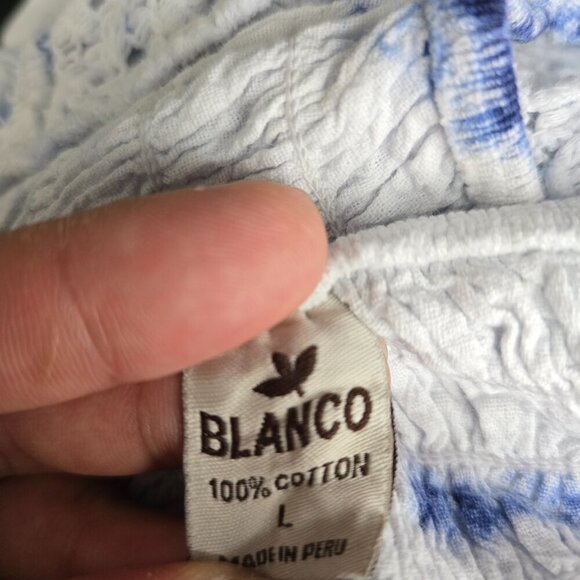 BLANCO
100% COTTON
L
MADE IN PERU